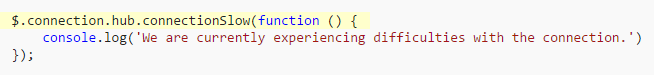 $.connection.hub.connectionSlow(function () {
    console.log('We are currently experiencing difficulties with the connection.')
});